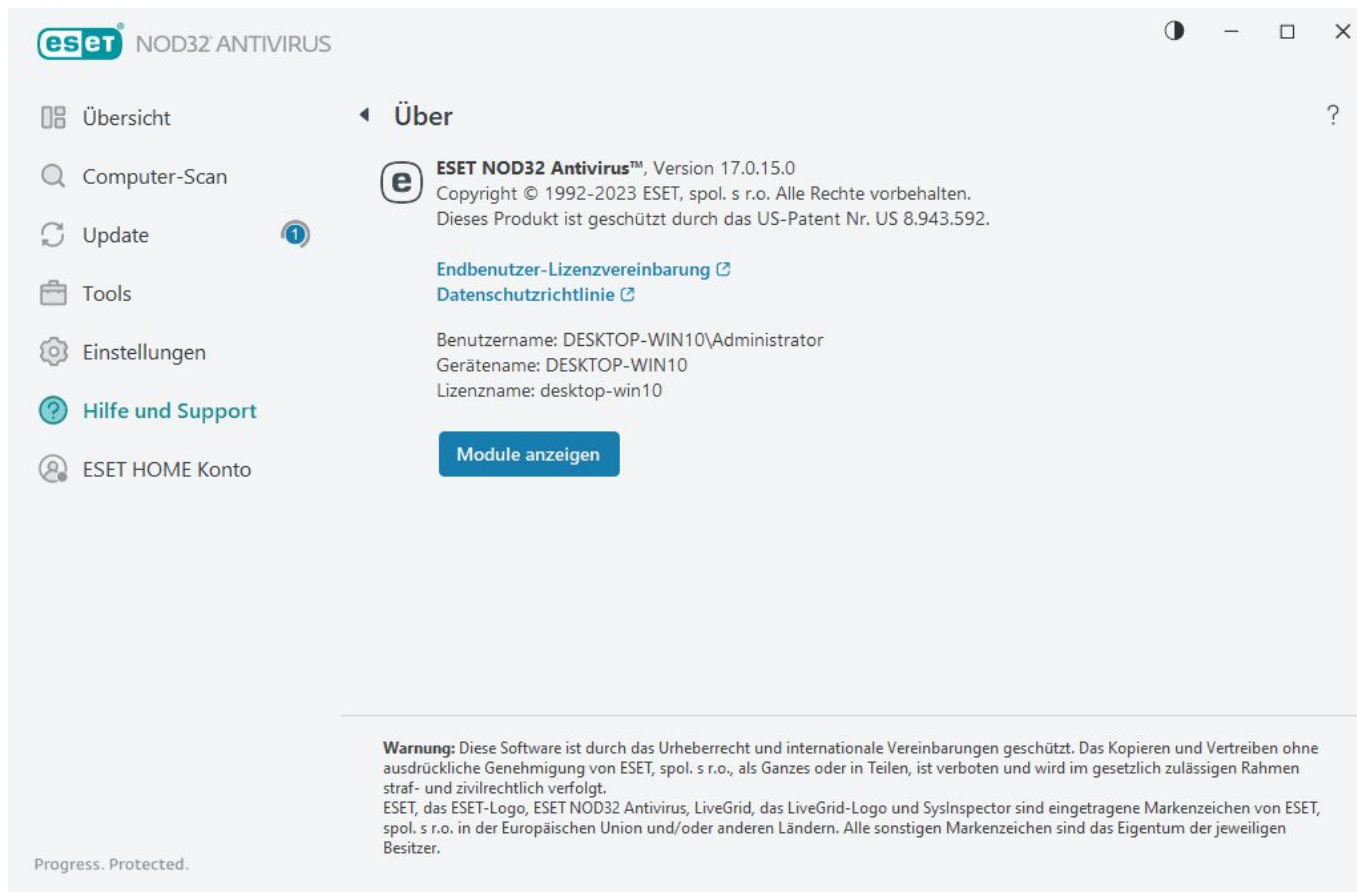 eset® NOD32® ANTIVIRUS
Übersicht
Computer-Scan
Update 1
Tools
Einstellungen
Hilfe und Support
ESET HOME Konto
Progress. Protected.
Über
?
e
ESET NOD32 Antivirus™, Version 17.0.15.0
Copyright © 1992-2023 ESET, spol. s r.o. Alle Rechte vorbehalten.
Dieses Produkt ist geschützt durch das US-Patent Nr. US 8.943.592.
Endbenutzer-Lizenzvereinbarung
Datenschutzrichtlinie
Benutzername: DESKTOP-WIN10\Administrator
Gerätename: DESKTOP-WIN10
Lizenzname: desktop-win10
Module anzeigen
Warnung: Diese Software ist durch das Urheberrecht und internationale Vereinbarungen geschützt. Das Kopieren und Vertreiben ohne
ausdrückliche Genehmigung von ESET, spol. s r.o., als Ganzes oder in Teilen, ist verboten und wird im gesetzlich zulässigen Rahmen
straf- und zivilrechtlich verfolgt.
ESET, das ESET-Logo, ESET NOD32 Antivirus, LiveGrid, das LiveGrid-Logo und SysInspector sind eingetragene Markenzeichen von ESET,
spol. s r.o. in der Europäischen Union und/oder anderen Ländern. Alle sonstigen Markenzeichen sind das Eigentum der jeweiligen
Besitzer.